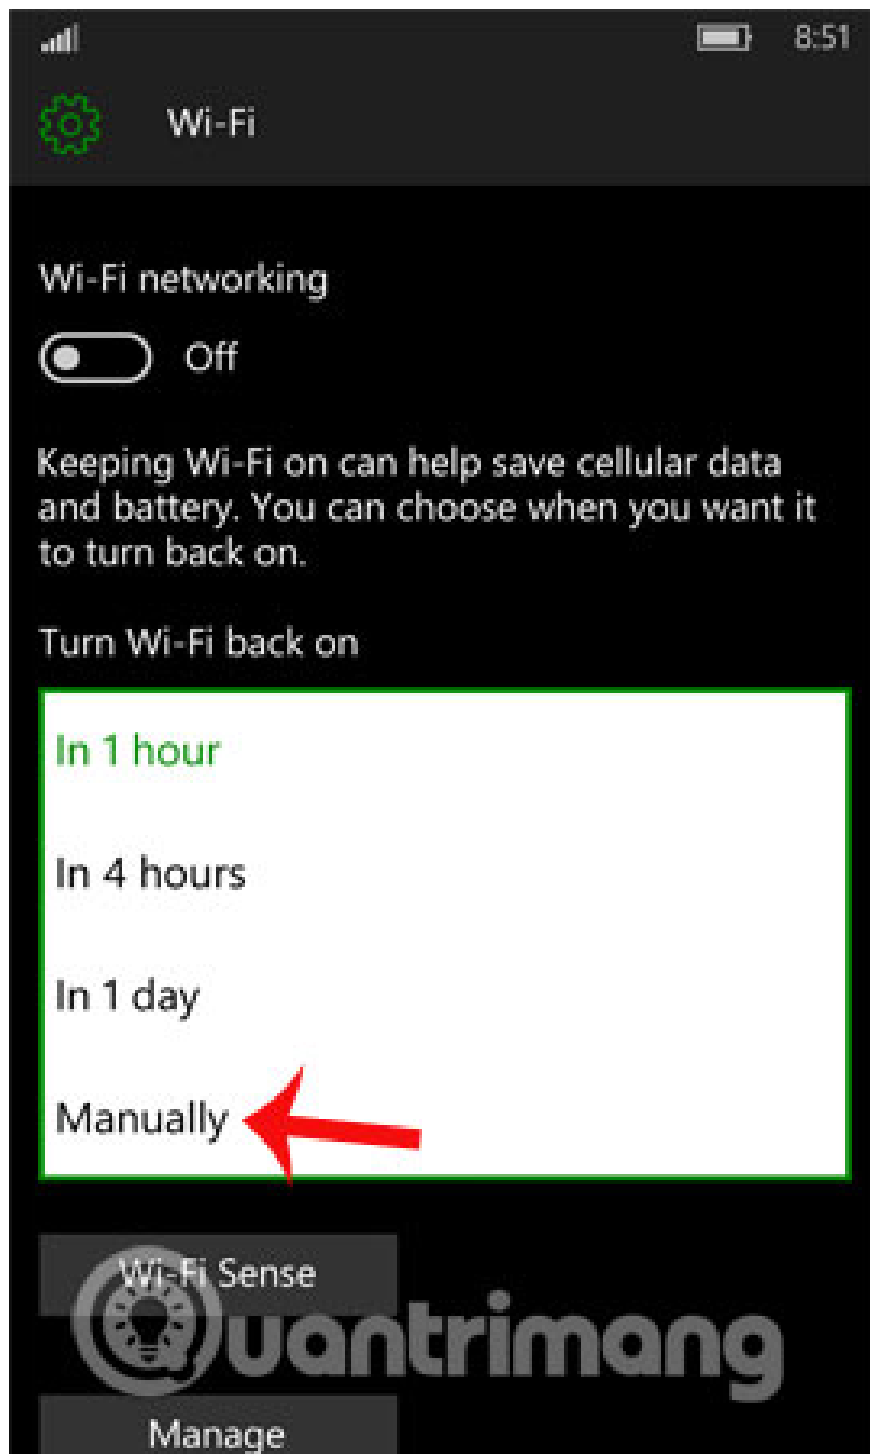 8:51
Wi-Fi
Wi-Fi networking
Off
Keeping Wi-Fi on can help save cellular data
and battery. You can choose when you want it
to turn back on.
Turn Wi-Fi back on
In 1 hour
In 4 hours
In 1 day
Manually
Wi-Fi Sense
Quantrimang
Manage